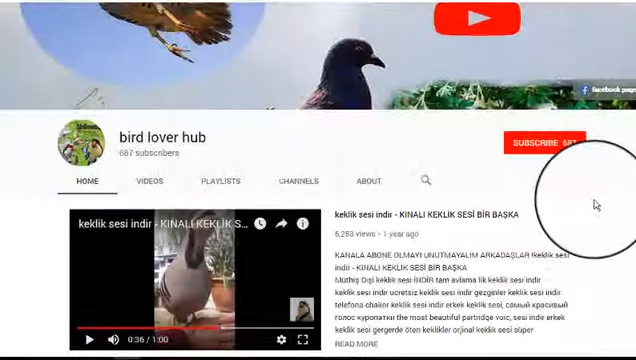 facebook page
bird lover hub
SUBSCRIBE 687
687 subscribers
HOME VIDEOS PLAYLISTS CHANNELS ABOUT
keklik sesi indir - KINALI KEKLİK S...
keklik sesi indir - KINALI KEKLİK SESİ BİR BAŞKA
6,253 views • 1 year ago
KANALA ABONE OLMAYI UNUTMAYALIM ARKADAŞLAR !keklik sesi
indir - KINALI KEKLİK SESİ BİR BAŞKA
Müthiş Dişi keklik sesi İNDİR tam avlama lik keklik sesi indir
keklik sesi indir ucretsiz keklik sesi indir gezginler keklik sesi indir
telefona chakor keklik sesi indir erkek keklik sesi, самый красивый
голос куропатки the most beautiful partridge voic, sesi indir erkek
keklik sesi gergerde öten keklikler orjinal keklik sesi süper
0:36 / 1:00
READ MORE